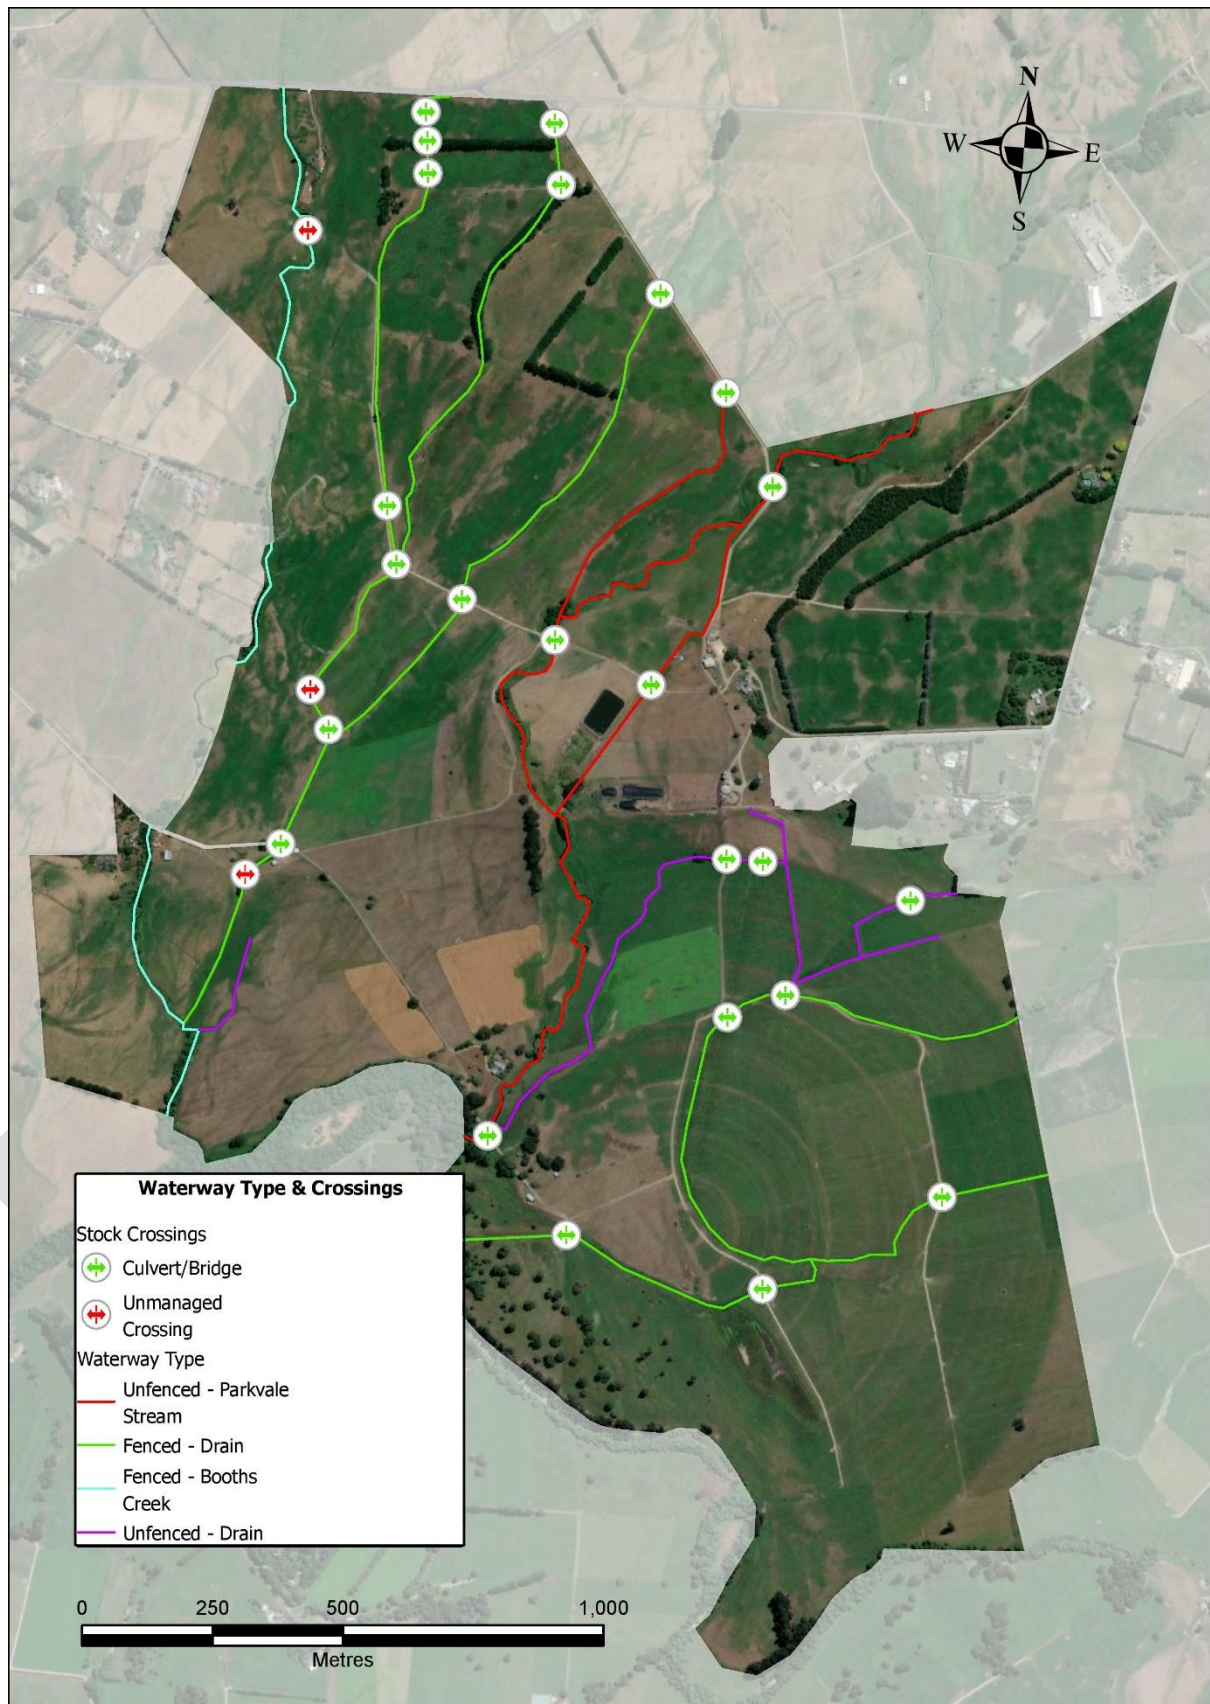 N
W
E
S
Waterway Type & Crossings
Stock Crossings
Culvert/Bridge
Unmanaged
Crossing
Waterway Type
Unfenced - Parkvale
Stream
Fenced - Drain
Fenced - Booths
Creek
Unfenced - Drain
0 250 500 1,000
Metres